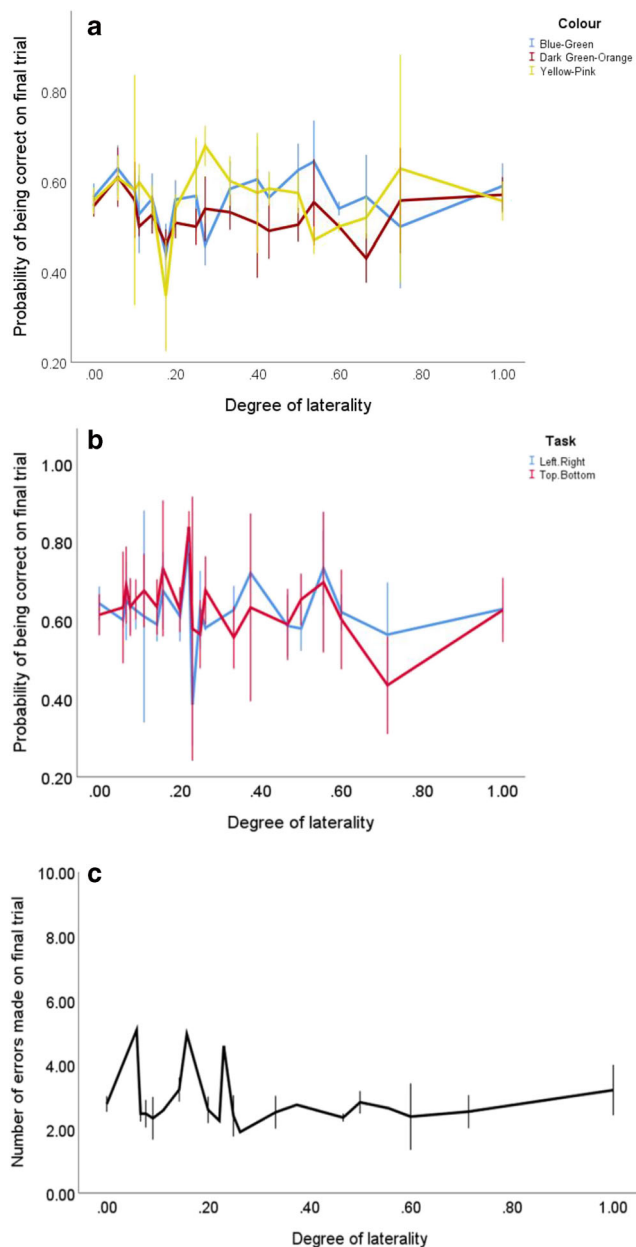 a
Colour
Blue-Green
Dark Green-Orange
Yellow-Pink
Probability of being correct on final trial
0.80
0.60
0.40
0.20
.00 .20 .40 .60 .80 1.00
Degree of laterality
b
Task
Left.Right
Top.Bottom
Probability of being correct on final trial
1.00
0.80
0.60
0.40
0.20
.00 .20 .40 .60 .80 1.00
Degree of laterality
c
Number of errors made on final trial
10.00
8.00
6.00
4.00
2.00
0.00
.00 .20 .40 .60 .80 1.00
Degree of laterality